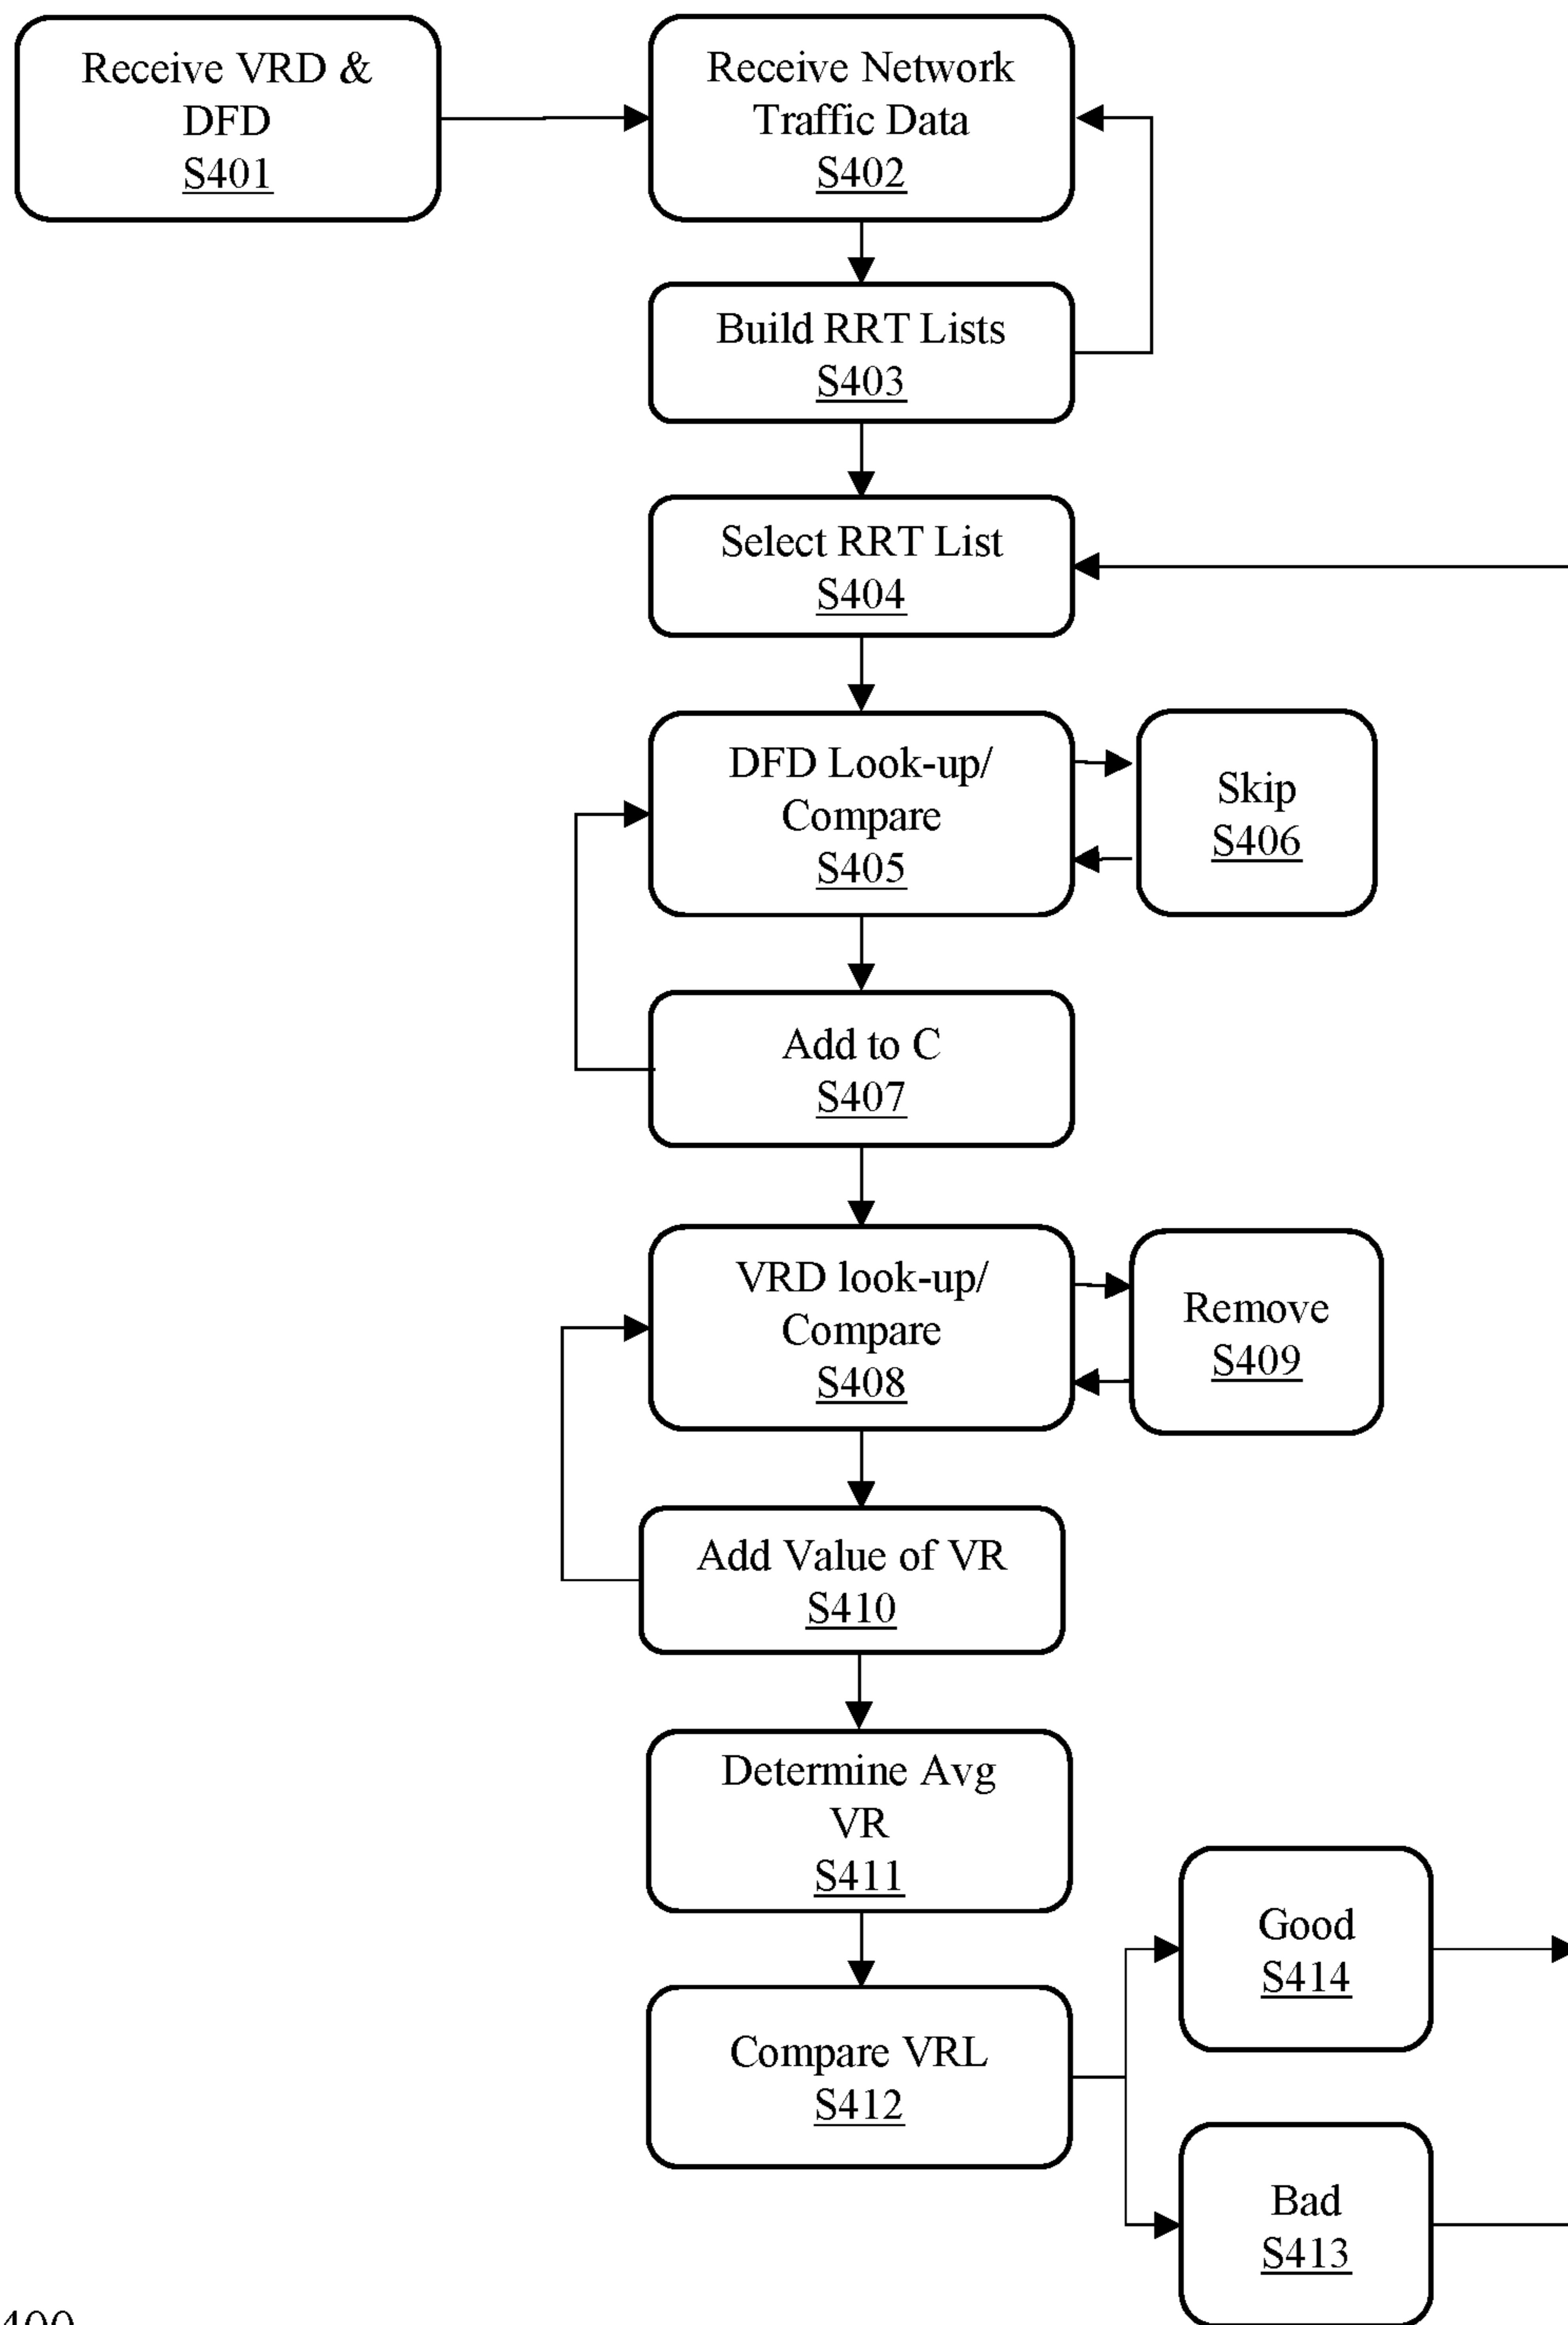 Receive VRD &
DFD
S401
Receive Network
Traffic Data
S402
Build RRT Lists
S403
Select RRT List
S404
DFD Look-up/
Compare
S405
Skip
S406
Add to C
S407
VRD look-up/
Compare
S408
Remove
S409
Add Value of VR
S410
Determine Avg
VR
S411
Good
S414
Compare VRL
S412
Bad
S413
400